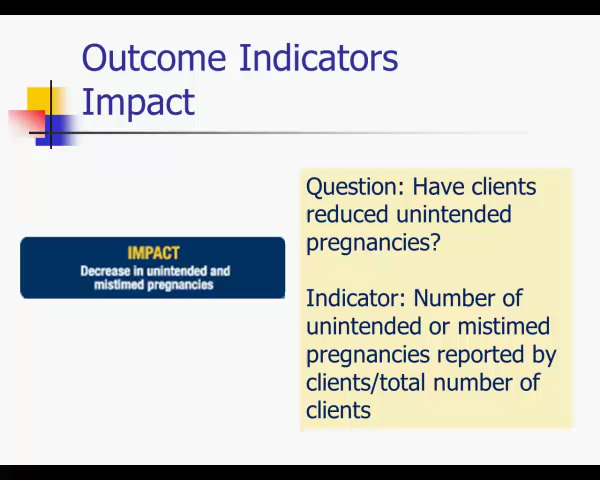 Outcome Indicators
Impact
IMPACT
Decrease in unintended and
mistimed pregnancies
Question: Have clients
reduced unintended
pregnancies?
Indicator: Number of
unintended or mistimed
pregnancies reported by
clients/total number of
clients